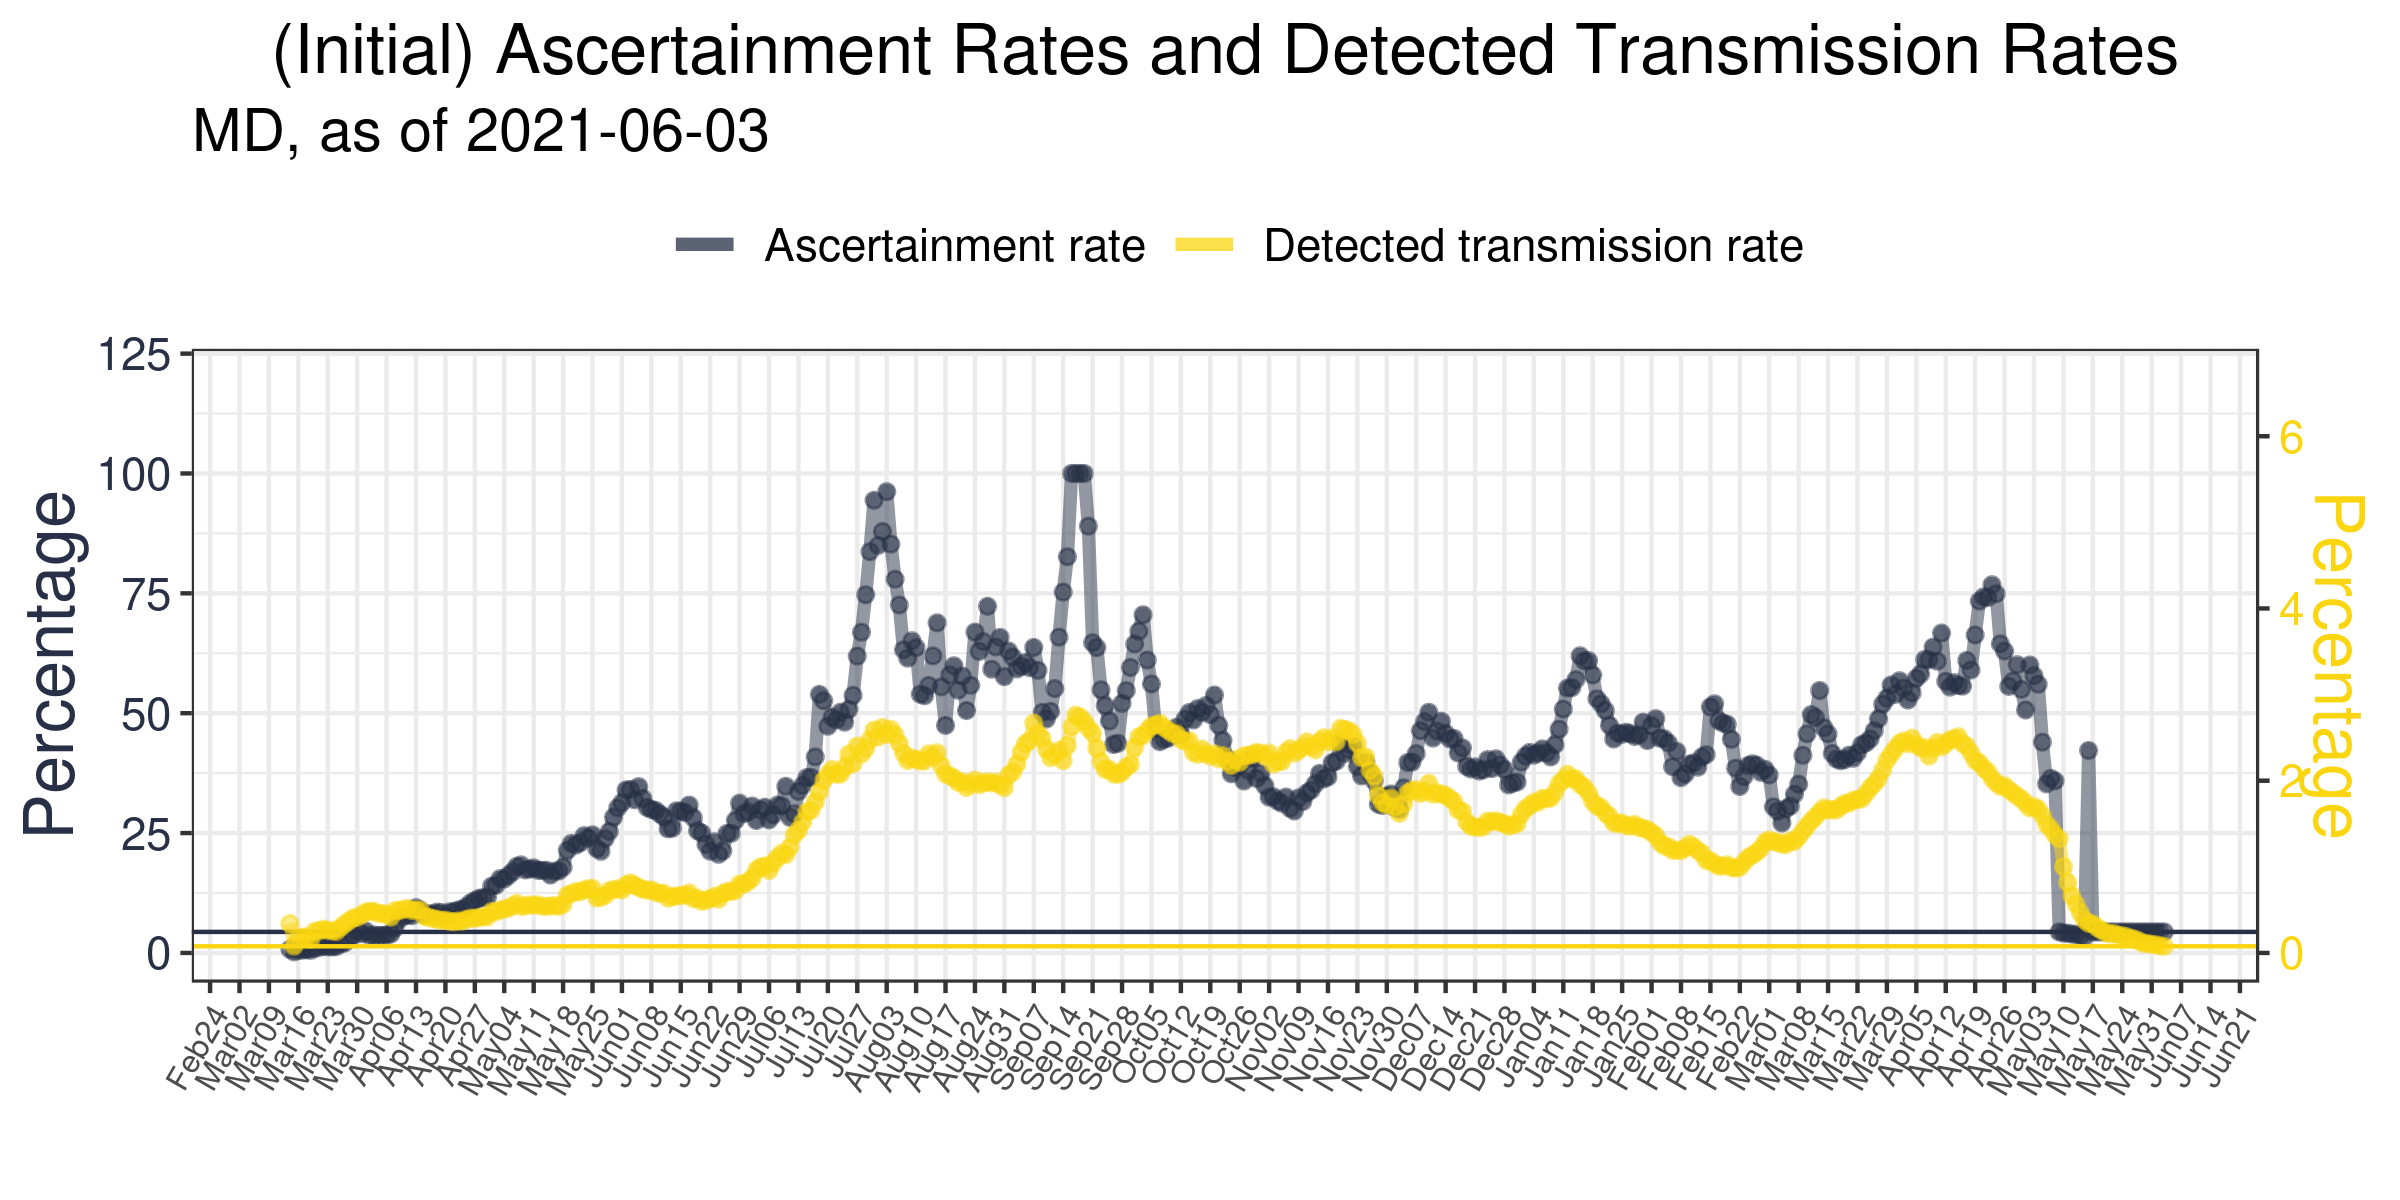 (Initial) Ascertainment Rates and Detected Transmission Rates
MD, as of 2021-06-03
Ascertainment rate Detected transmission rate
125
100
75
50
25
0
Percentage
6
4
2
0
Percentage
Feb24 Mar02 Mar09 Mar16 Mar23 Mar30 Apr06 Apr13 Apr20 Apr27 May04 May11 May18 May25 Jun01 Jun08 Jun15 Jun22 Jun29 Jul06 Jul13 Jul20 Jul27 Aug03 Aug10 Aug17 Aug24 Aug31 Sep07 Sep14 Sep21 Sep28 Oct05 Oct12 Oct19 Oct26 Nov02 Nov09 Nov16 Nov23 Nov30 Dec07 Dec14 Dec21 Dec28 Jan04 Jan11 Jan18 Jan25 Feb01 Feb08 Feb15 Feb22 Mar01 Mar08 Mar15 Mar22 Mar29 Apr05 Apr12 Apr19 Apr26 May03 May10 May17 May24 May31 Jun07 Jun14 Jun21